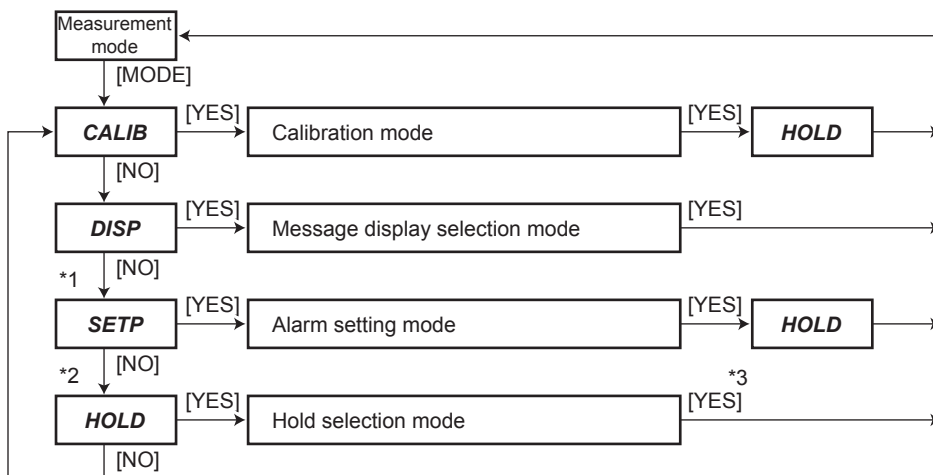 Measurement
mode
[MODE]
CALIB [YES] Calibration mode [YES] HOLD
[NO]
DISP [YES] Message display selection mode [YES]
*1 [NO]
SETP [YES] Alarm setting mode [YES] HOLD
*2 [NO] *3
HOLD [YES] Hold selection mode [YES]
[NO]